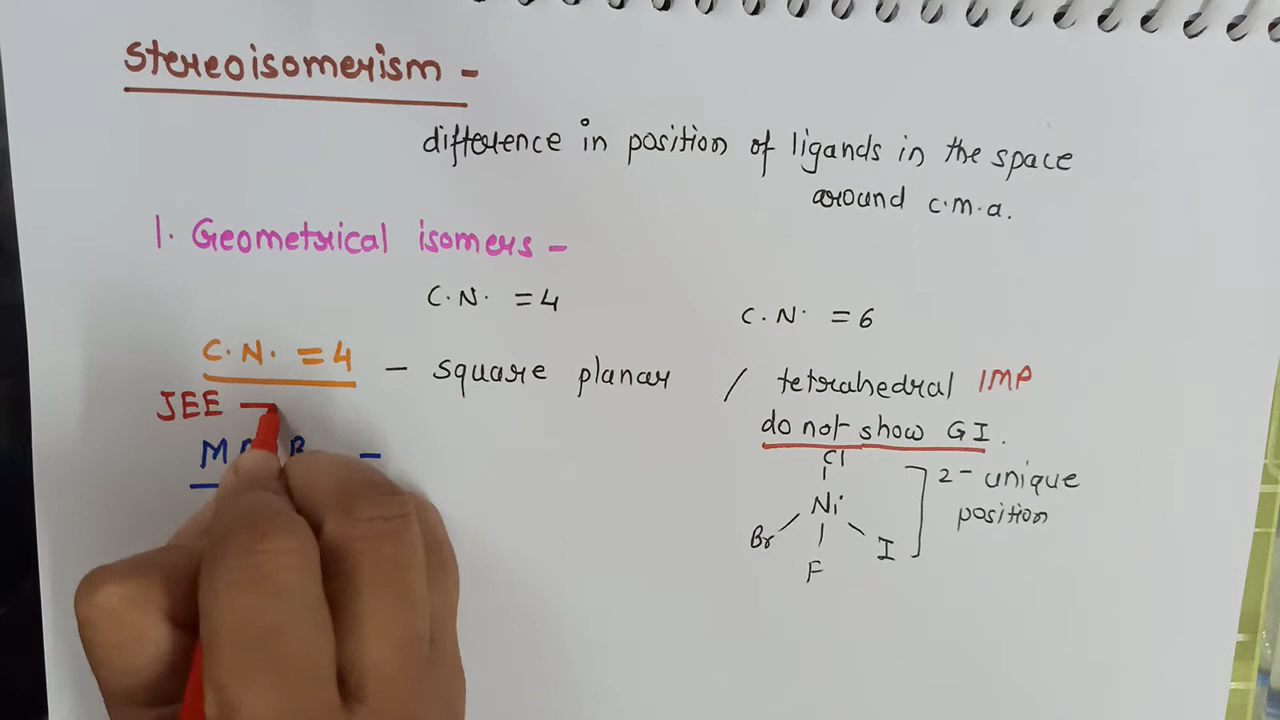 Stereoisomerism -
difference in position of ligands in the space
around c.m.a.
1. Geometrical isomers -
C.N. = 4
C.N. = 6
C.N. = 4 - square planar / tetrahedral IMP
JEE -
do not show GI.
M B -
Cl
Ni
Br
I
F
2 - unique
position